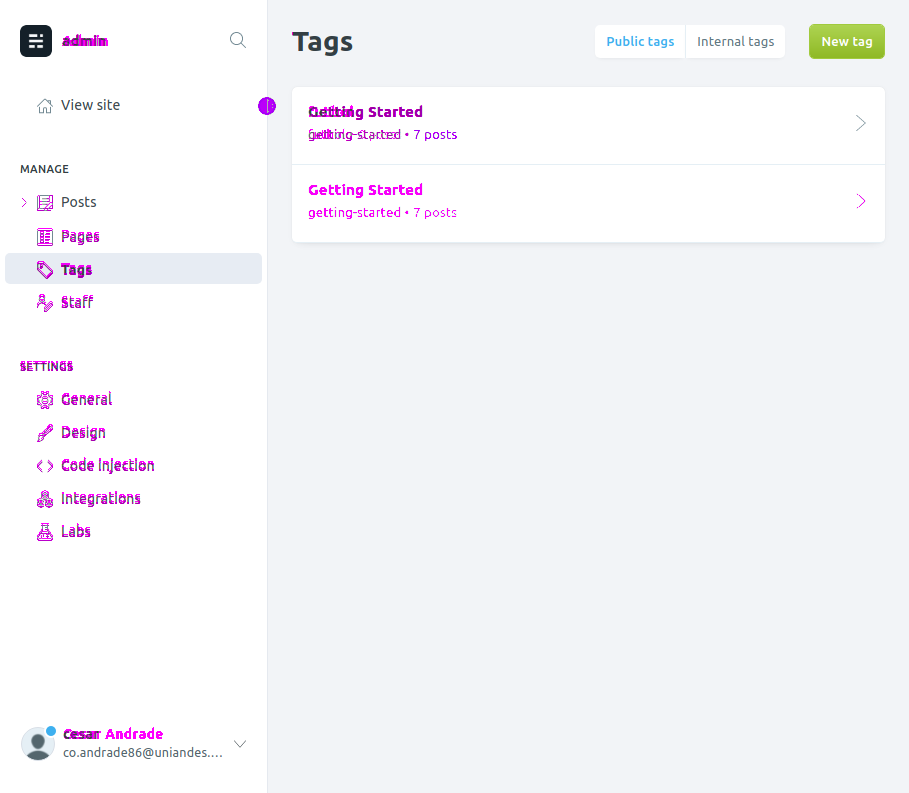 admin
View site
MANAGE
Posts
Pages
Tags
Staff
SETTINGS
General
Design
Code injection
Integrations
Labs
Cesar Andrade
co.andrade86@uniandes....
Tags
Public tags
Internal tags
New tag
Getting Started
getting-started • 7 posts
Getting Started
getting-started • 7 posts